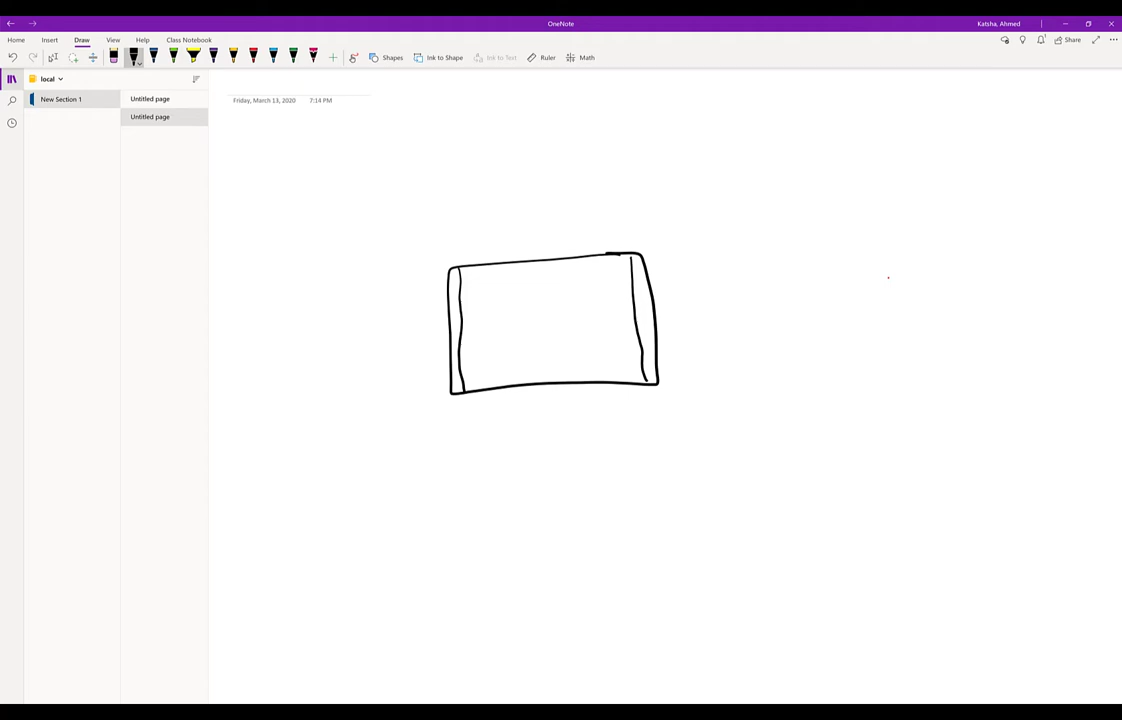 OneNote
Katsha, Ahmed
Home Insert Draw View Help Class Notebook
Share
Shapes Ink to Shape Ink to Text Ruler Math
local
New Section 1
Untitled page
Untitled page
Friday, March 13, 2020 7:14 PM